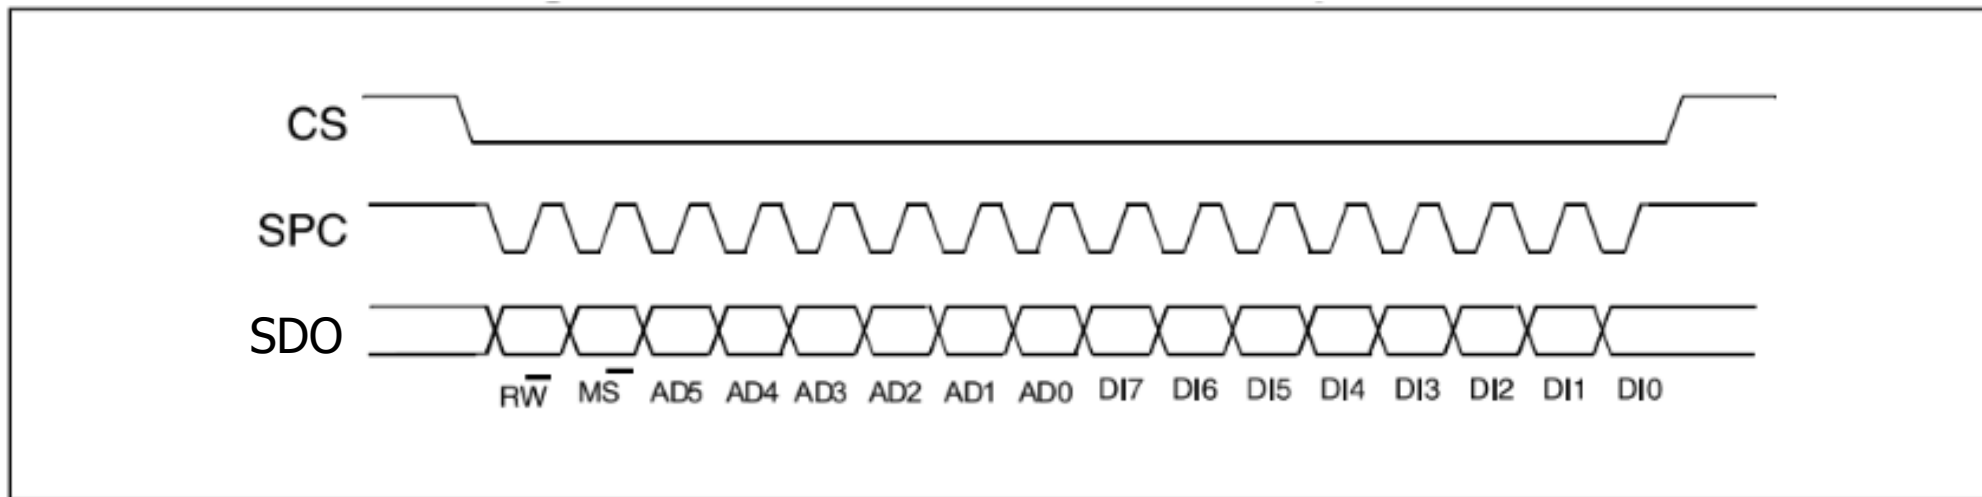 CS
SPC
SDO
RW̅ MS̅ AD5 AD4 AD3 AD2 AD1 AD0 DI7 DI6 DI5 DI4 DI3 DI2 DI1 DI0